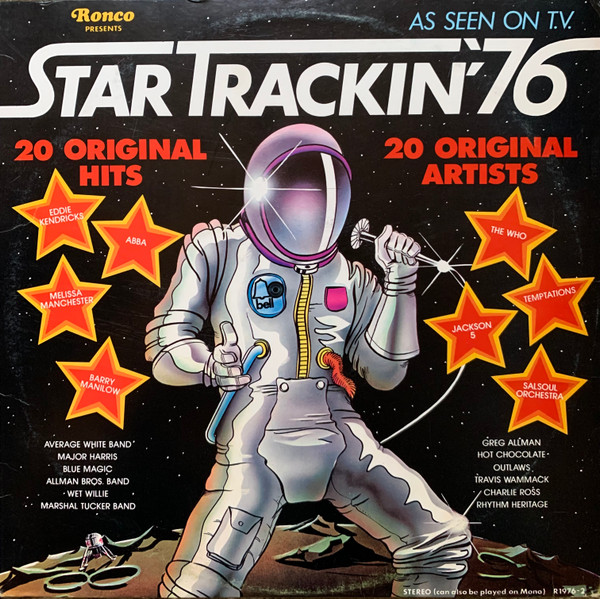 Ronco
PRESENTS
AS SEEN ON T.V.
STAR TRACKIN' '76
20 ORIGINAL
HITS
20 ORIGINAL
ARTISTS
EDDIE
KENDRICKS
ABBA
MELISSA
MANCHESTER
BARRY
MANILOW
THE WHO
TEMPTATIONS
JACKSON
5
SALSOUL
ORCHESTRA
ball
AVERAGE WHITE BAND
MAJOR HARRIS
BLUE MAGIC
ALLMAN BROS. BAND
WET WILLIE
MARSHAL TUCKER BAND
GREG ALLMAN
HOT CHOCOLATE
OUTLAWS
TRAVIS WAMMACK
CHARLIE ROSS
RHYTHM HERITAGE
STEREO (can also be played on Mono) R1976-2